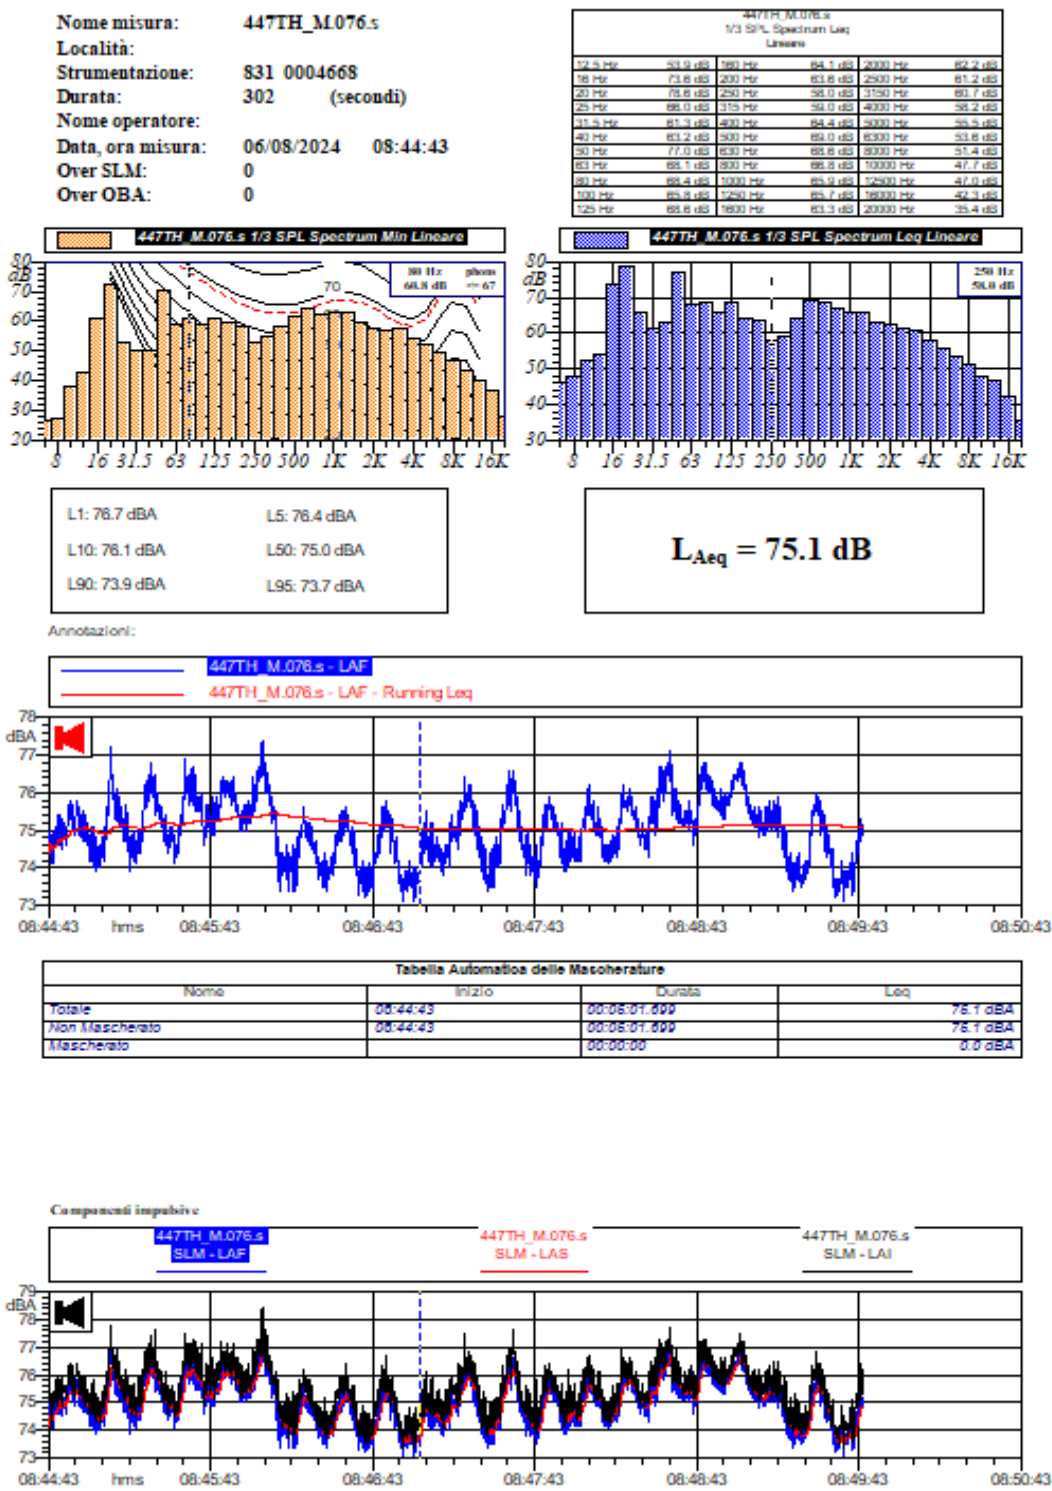 Nome misura: 447TH_M.076.s
Località:
Strumentazione: 831 0004668
Durata: 302 (secondi)
Nome operatore:
Data, ora misura: 06/08/2024 08:44:43
Over SLM: 0
Over OBA: 0
447TH_M.076.s
1/3 SPL Spectrum Leq
Lineare
12.5 Hz 53.9 dB 160 Hz 64.1 dB 2000 Hz 62.2 dB
16 Hz 73.6 dB 200 Hz 63.6 dB 2500 Hz 61.2 dB
20 Hz 78.6 dB 250 Hz 58.0 dB 3150 Hz 60.7 dB
25 Hz 66.0 dB 315 Hz 59.0 dB 4000 Hz 58.2 dB
31.5 Hz 61.3 dB 400 Hz 64.4 dB 5000 Hz 55.5 dB
40 Hz 63.2 dB 500 Hz 69.0 dB 6300 Hz 53.6 dB
50 Hz 77.0 dB 630 Hz 68.6 dB 8000 Hz 51.4 dB
63 Hz 68.1 dB 800 Hz 66.8 dB 10000 Hz 47.7 dB
80 Hz 68.4 dB 1000 Hz 65.9 dB 12500 Hz 47.0 dB
100 Hz 65.8 dB 1250 Hz 65.7 dB 16000 Hz 42.3 dB
125 Hz 68.6 dB 1600 Hz 63.3 dB 20000 Hz 35.4 dB
447TH_M.076.s 1/3 SPL Spectrum Min Lineare
80
dB
70
60
50
40
30
20
80 Hz phons
60.8 dB <= 67
70
8 16 31.5 63 125 250 500 1K 2K 4K 8K 16K
447TH_M.076.s 1/3 SPL Spectrum Leq Lineare
80
dB
70
60
50
40
30
250 Hz
58.0 dB
8 16 31.5 63 125 250 500 1K 2K 4K 8K 16K
L1: 76.7 dBA L5: 76.4 dBA
L10: 76.1 dBA L50: 75.0 dBA
L90: 73.9 dBA L95: 73.7 dBA
LAeq = 75.1 dB
Annotazioni:
447TH_M.076.s - LAF
447TH_M.076.s - LAF - Running Leq
78
dBA
77
76
75
74
73
08:44:43 hms 08:45:43 08:46:43 08:47:43 08:48:43 08:49:43 08:50:43
Tabella Automatica delle Mascherature
Nome Inizio Durata Leq
Totale 08:44:43 00:05:01.699 75.1 dBA
Non Mascherato 08:44:43 00:05:01.699 75.1 dBA
Mascherato 00:00:00 0.0 dBA
Componenti impulsive
447TH_M.076.s 447TH_M.076.s 447TH_M.076.s
SLM - LAF SLM - LAS SLM - LAI
79
dBA
78
77
76
75
74
73
08:44:43 hms 08:45:43 08:46:43 08:47:43 08:48:43 08:49:43 08:50:43